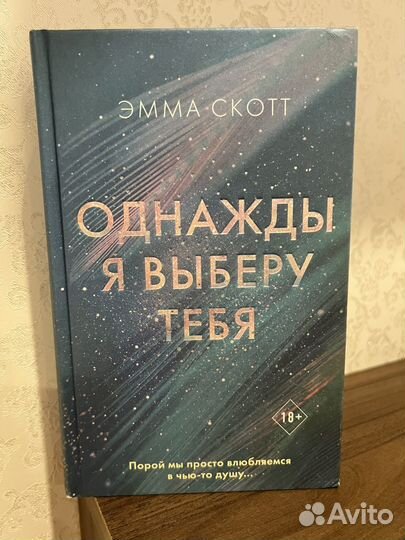 ЭММА СКОТТ
ОДНАЖДЫ
Я ВЫБЕРУ
ТЕБЯ
18+
Порой мы просто влюбляемся
в чью-то душу...
Avito